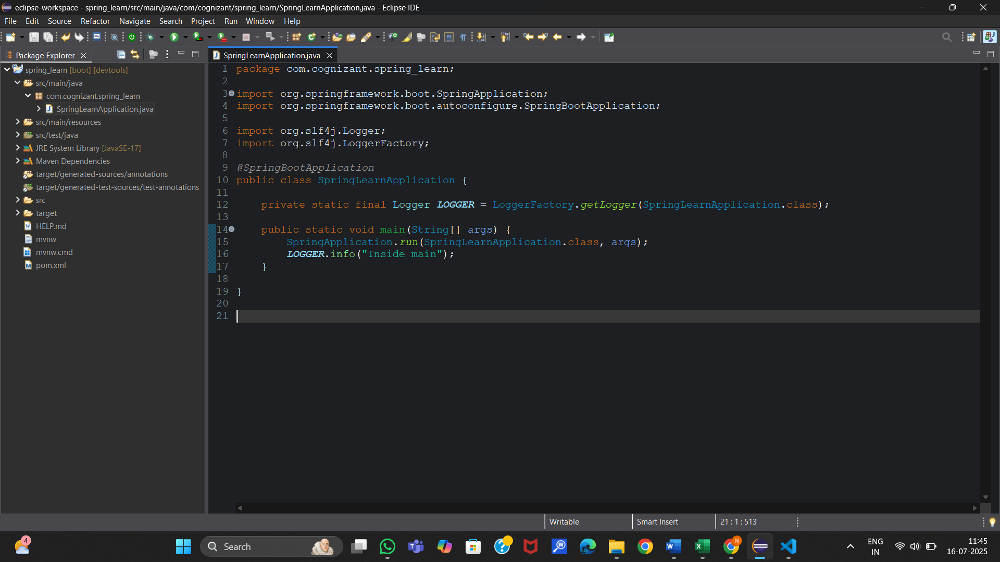 eclipse-workspace - spring_learn/src/main/java/com/cognizant/spring_learn/SpringLearnApplication.java - Eclipse IDE
File Edit Source Refactor Navigate Search Project Run Window Help
Package Explorer
SpringLearnApplication.java
spring_learn [boot] [devtools]
src/main/java
com.cognizant.spring_learn
SpringLearnApplication.java
src/main/resources
src/test/java
JRE System Library [JavaSE-17]
Maven Dependencies
target/generated-sources/annotations
target/generated-test-sources/test-annotations
src
target
HELP.md
mvnw
mvnw.cmd
pom.xml
1 package com.cognizant.spring_learn;
2
3 import org.springframework.boot.SpringApplication;
4 import org.springframework.boot.autoconfigure.SpringBootApplication;
5
6 import org.slf4j.Logger;
7 import org.slf4j.LoggerFactory;
8
9 @SpringBootApplication
10 public class SpringLearnApplication {
11
12 private static final Logger LOGGER = LoggerFactory.getLogger(SpringLearnApplication.class);
13
14 public static void main(String[] args) {
15 SpringApplication.run(SpringLearnApplication.class, args);
16 LOGGER.info("Inside main");
17 }
18
19 }
20
21
Writable Smart Insert 21 : 1 : 513
4
Search
N
ENG
IN
11:45
16-07-2025